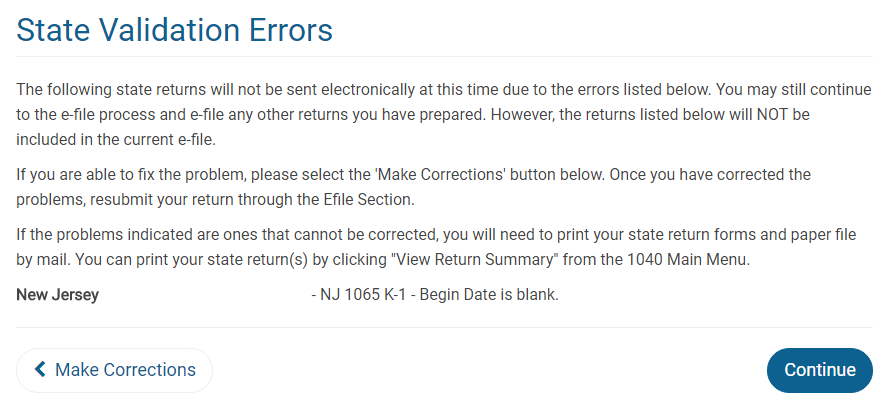 State Validation Errors
The following state returns will not be sent electronically at this time due to the errors listed below. You may still continue
to the e-file process and e-file any other returns you have prepared. However, the returns listed below will NOT be
included in the current e-file.
If you are able to fix the problem, please select the 'Make Corrections' button below. Once you have corrected the
problems, resubmit your return through the Efile Section.
If the problems indicated are ones that cannot be corrected, you will need to print your state return forms and paper file
by mail. You can print your state return(s) by clicking "View Return Summary" from the 1040 Main Menu.
New Jersey - NJ 1065 K-1 - Begin Date is blank.
Make Corrections
Continue